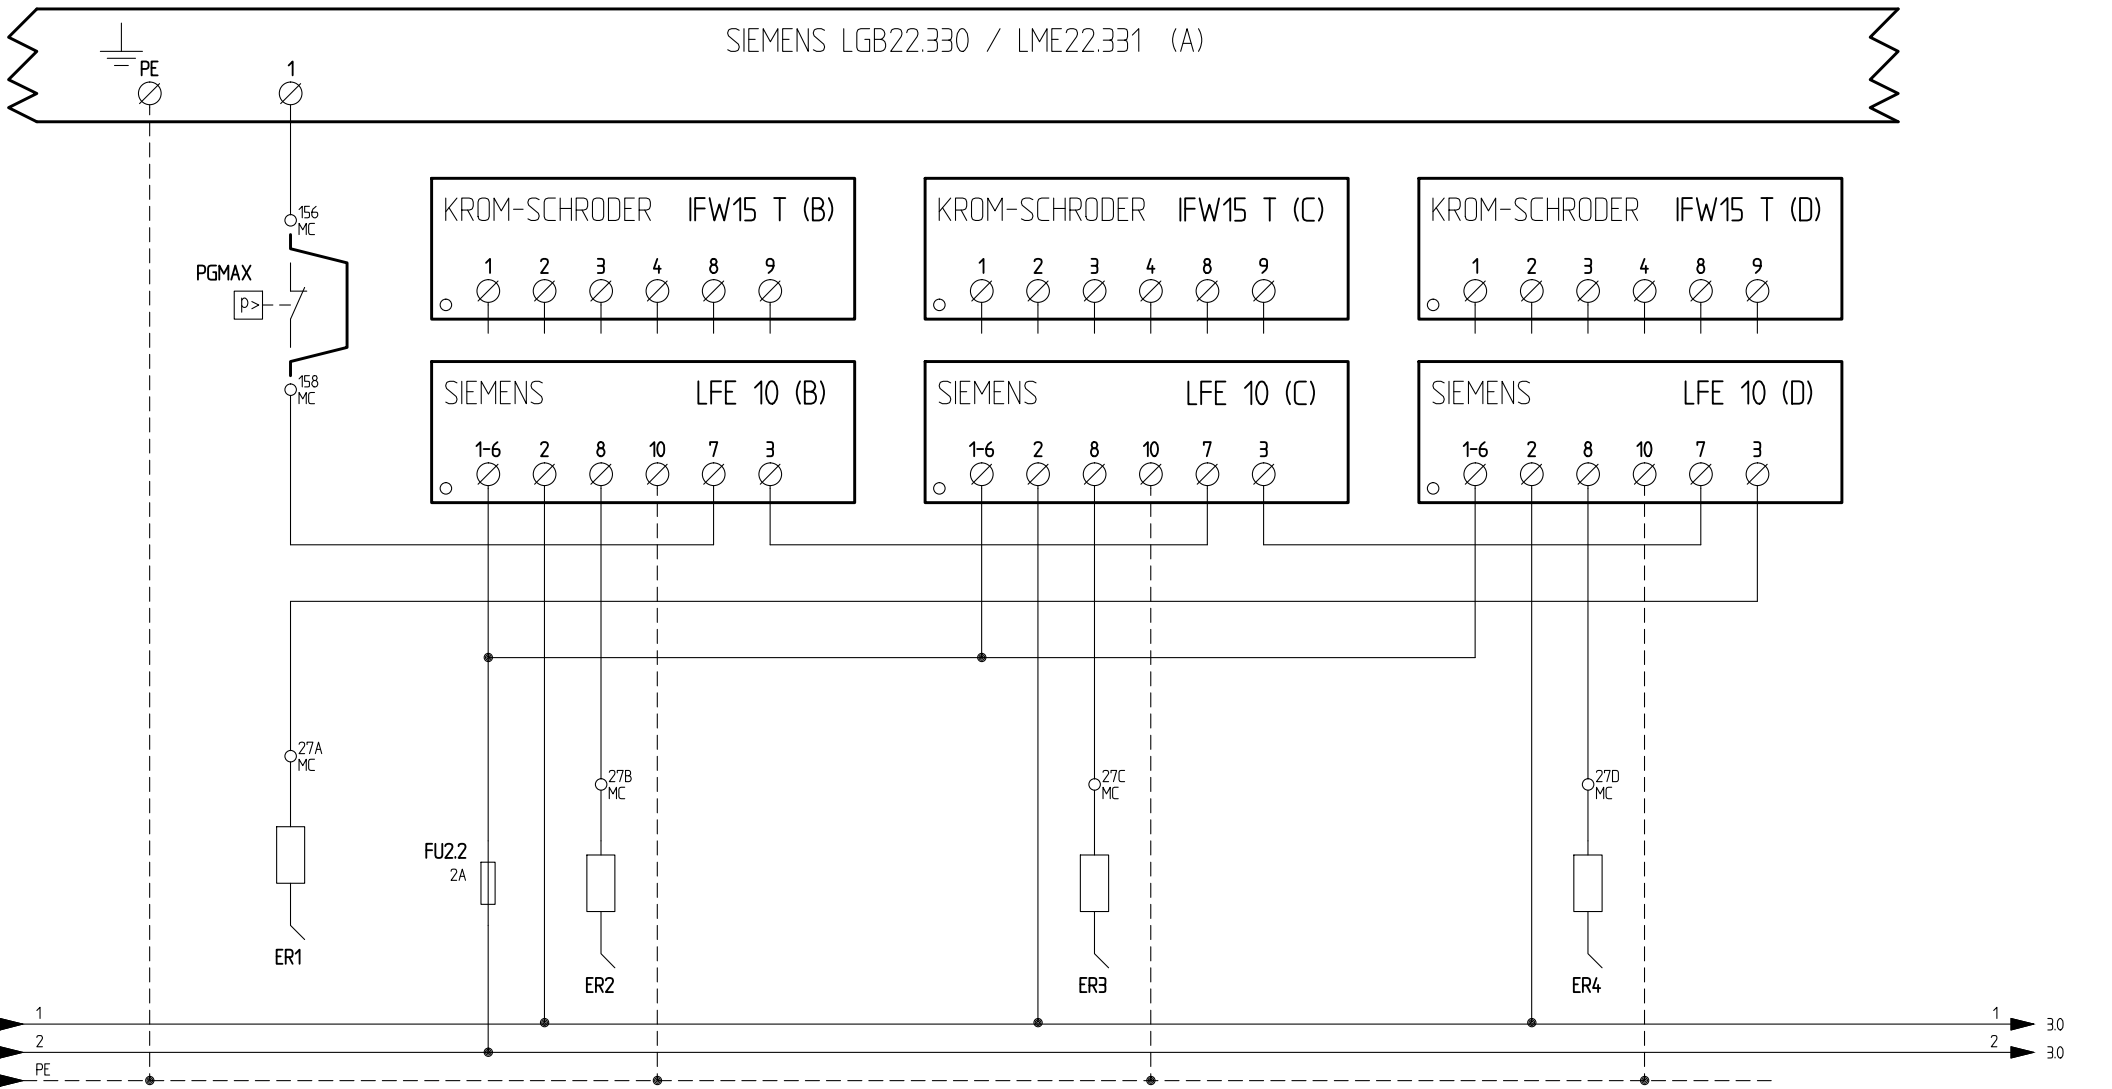 SIEMENS LGB22.330 / LME22.331 (A)
PE
1
156
MC
PGMAX
p>
158
MC
KROM-SCHRODER IFW15 T (B)
1 2 3 4 8 9
KROM-SCHRODER IFW15 T (C)
1 2 3 4 8 9
KROM-SCHRODER IFW15 T (D)
1 2 3 4 8 9
SIEMENS LFE 10 (B)
1-6 2 8 10 7 3
SIEMENS LFE 10 (C)
1-6 2 8 10 7 3
SIEMENS LFE 10 (D)
1-6 2 8 10 7 3
27A
MC
27B
MC
27C
MC
27D
MC
FU2.2
2A
ER1
ER2
ER3
ER4
1 1 3.0
2 2 3.0
PE